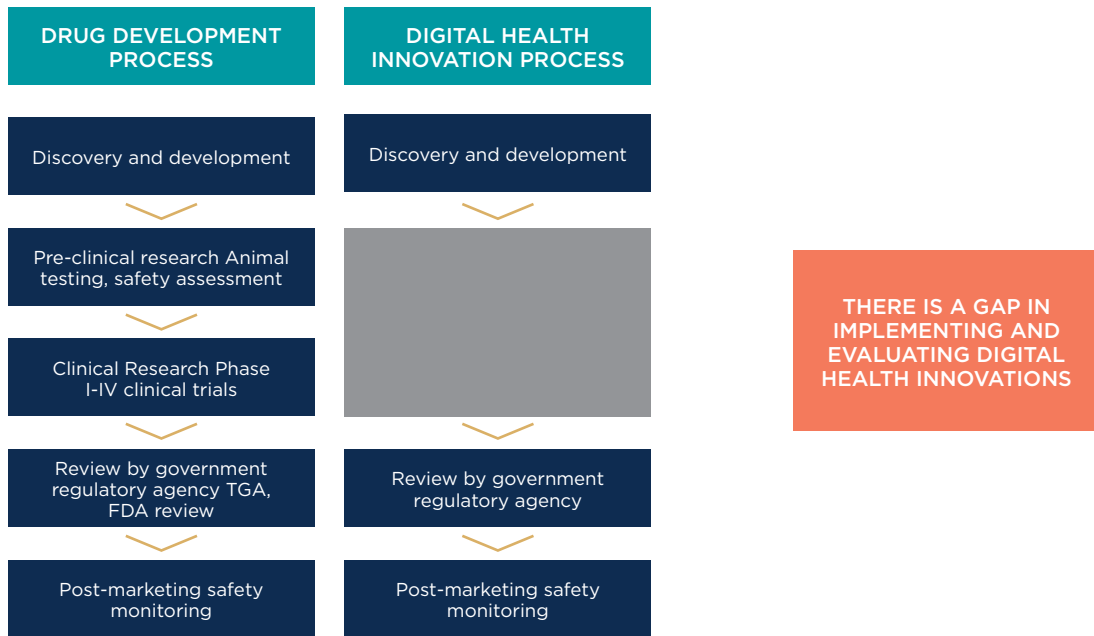 DRUG DEVELOPMENT
PROCESS
Discovery and development
Pre-clinical research Animal
testing, safety assessment
Clinical Research Phase
I-IV clinical trials
Review by government
regulatory agency TGA,
FDA review
Post-marketing safety
monitoring
DIGITAL HEALTH
INNOVATION PROCESS
Discovery and development
Review by government
regulatory agency
Post-marketing safety
monitoring
THERE IS A GAP IN
IMPLEMENTING AND
EVALUATING DIGITAL
HEALTH INNOVATIONS